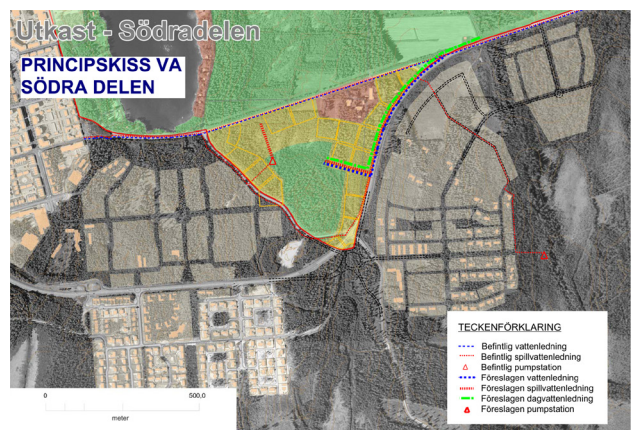 Utkast - Södradelen
PRINCIPSKISS VA
SÖDRA DELEN
TECKENFÖRKLARING
Befintlig vattenledning
Befintlig spillvattenledning
Befintlig pumpstation
Föreslagen vattenledning
Föreslagen spillvattenledning
Föreslagen dagvattenledning
Föreslagen pumpstation
0 500,0
meter